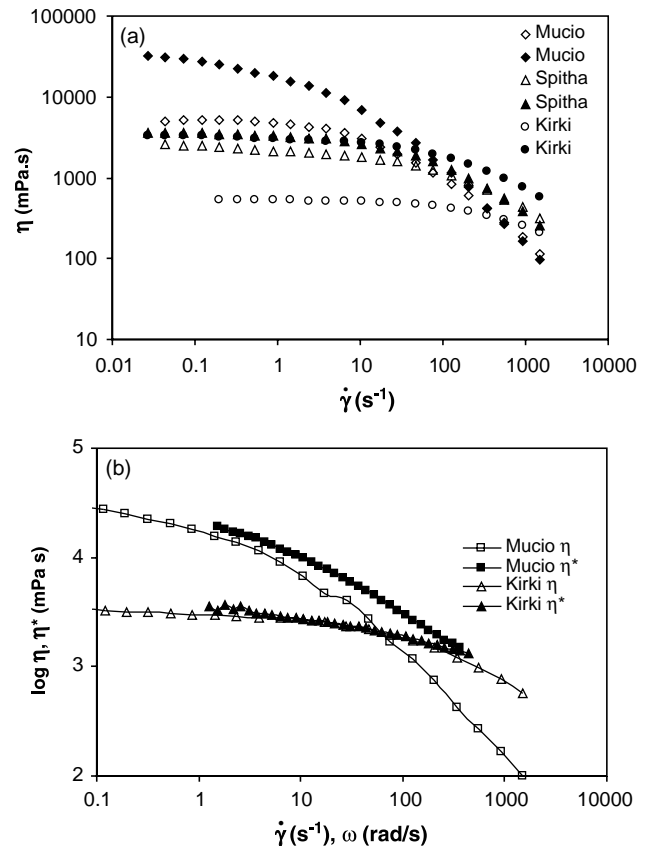 (a)
100000
10000
1000
100
10
η (mPa.s)
0.01
0.1
1
10
100
1000
10000
γ̇ (s⁻¹)
Mucio
Mucio
Spitha
Spitha
Kirki
Kirki
(b)
5
4
3
2
log η, η* (mPa s)
0.1
1
10
100
1000
10000
γ̇ (s⁻¹), ω (rad/s)
Mucio η
Mucio η*
Kirki η
Kirki η*